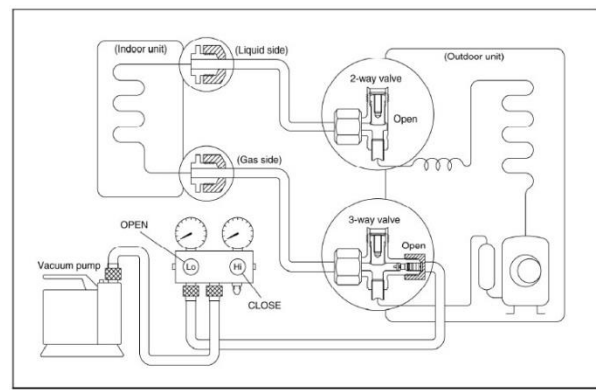 (Indoor unit)
(Liquid side)
(Outdoor unit)
2-way valve
Open
(Gas side)
3-way valve
OPEN
Open
Lo
Hi
Vacuum pump
CLOSE